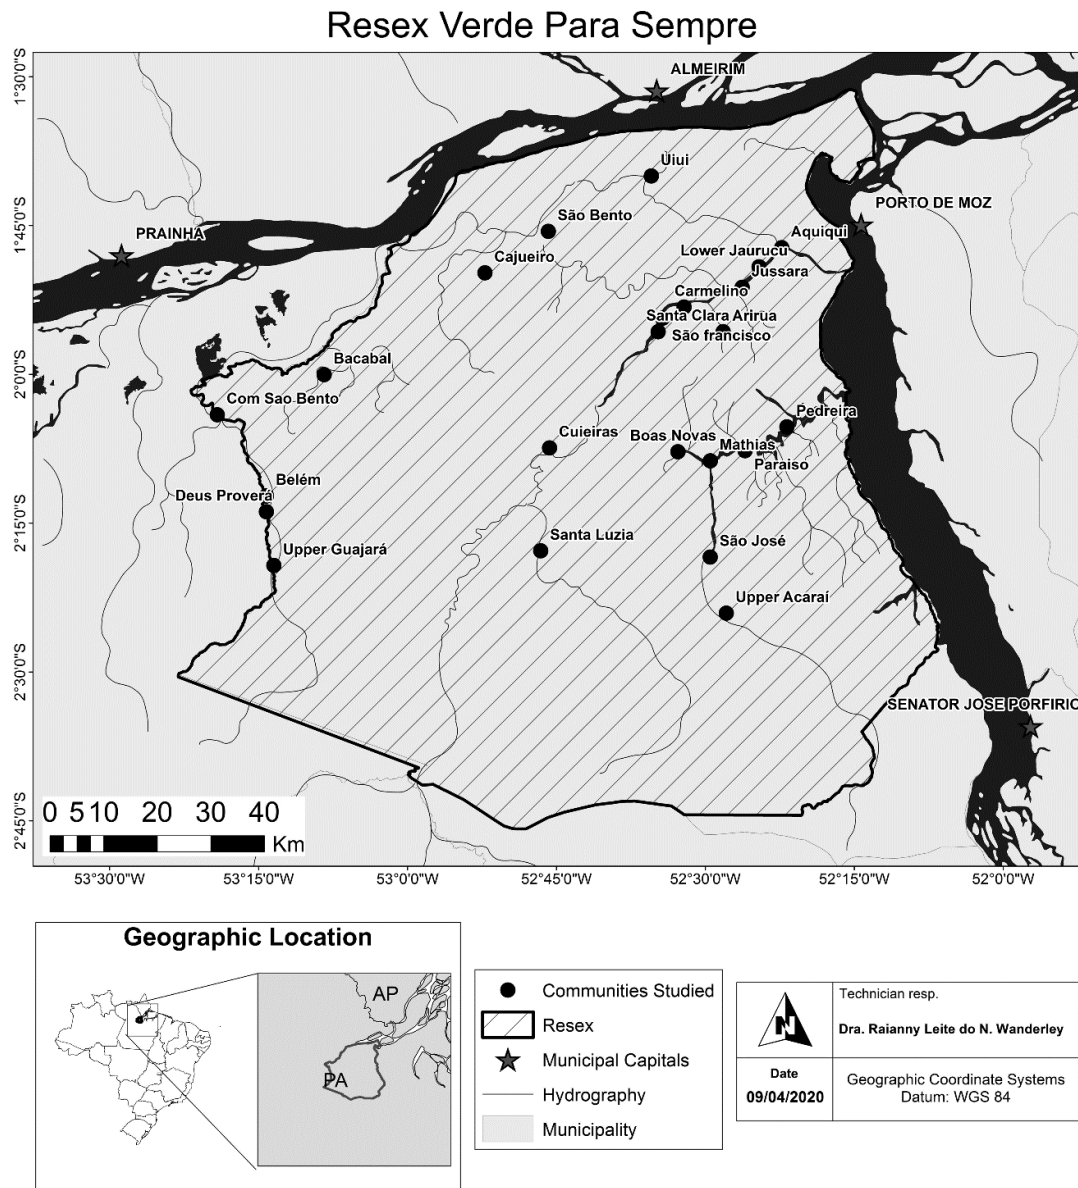 Resex Verde Para Sempre
1°30'0"S
1°45'0"S
2°0'0"S
2°15'0"S
2°30'0"S
2°45'0"S
ALMEIRIM
Uiui
PORTO DE MOZ
São Bento
PRAINHA
Aquiqui
Lower Jaurucu
Cajueiro
Jussara
Carmelino
Santa Clara Arirua
São francisco
Bacabal
Com Sao Bento
Pedreira
Cuieiras
Boas Novas
Mathias
Paraiso
Belém
Deus Proverá
Santa Luzia
São José
Upper Guajará
Upper Acaraí
SENATOR JOSE PORFIRIO
0 5 10 20 30 40
Km
53°30'0"W 53°15'0"W 53°0'0"W 52°45'0"W 52°30'0"W 52°15'0"W 52°0'0"W
Geographic Location
AP
PA
Communities Studied
Resex
Municipal Capitals
Hydrography
Municipality
N
Technician resp.
Dra. Raianny Leite do N. Wanderley
Date
09/04/2020
Geographic Coordinate Systems
Datum: WGS 84